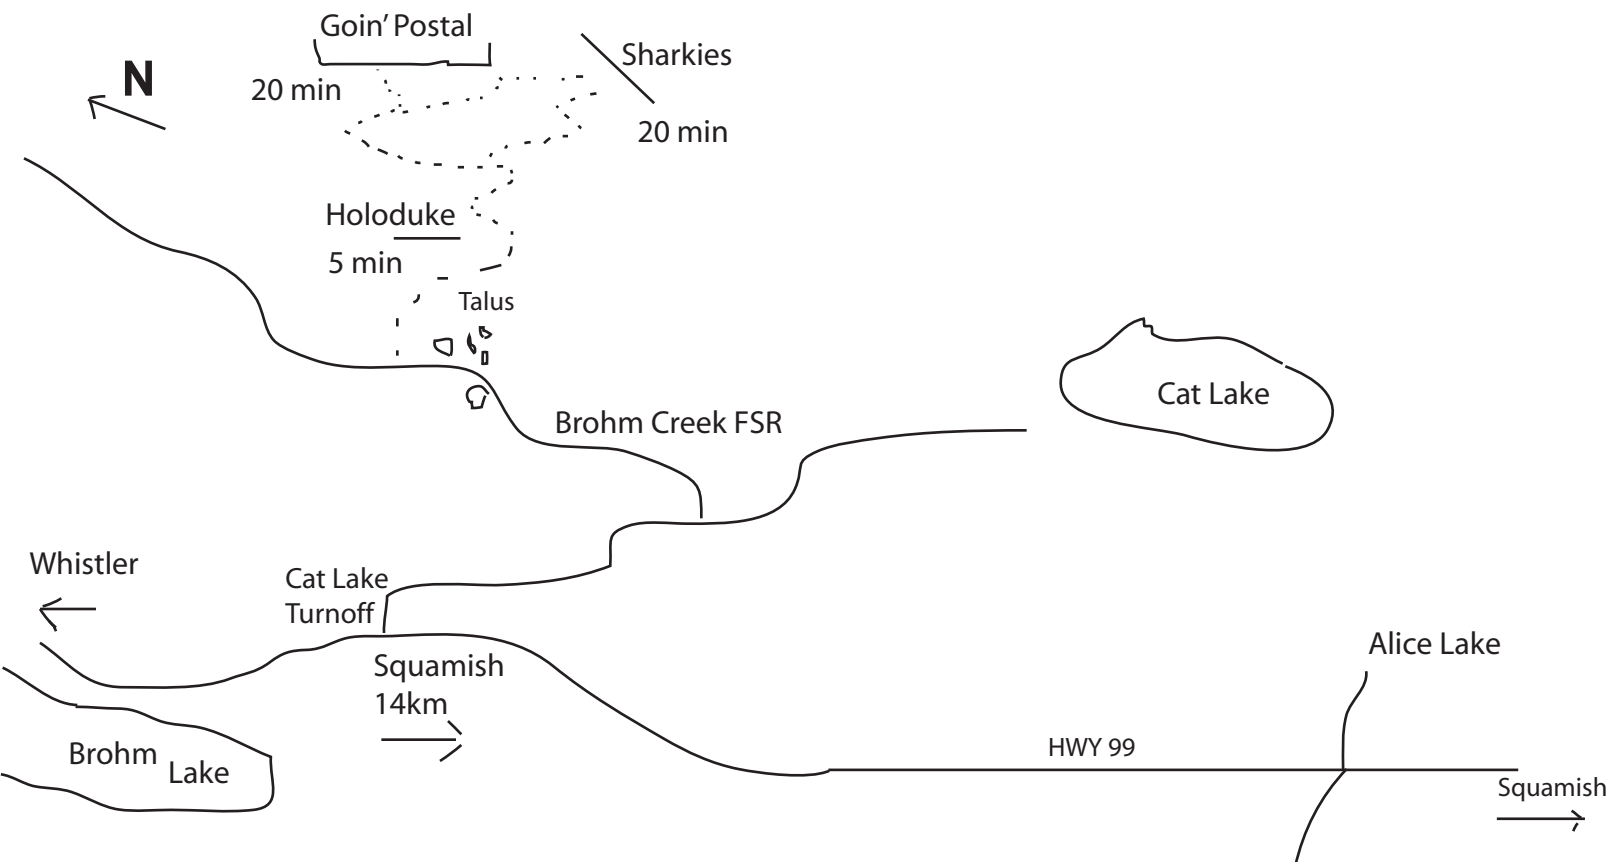 Goin' Postal
Sharkies
N
20 min
20 min
Holoduke
5 min
Talus
Cat Lake
Brohm Creek FSR
Whistler
Cat Lake
Turnoff
Alice Lake
Squamish
14km
HWY 99
Brohm
Lake
Squamish